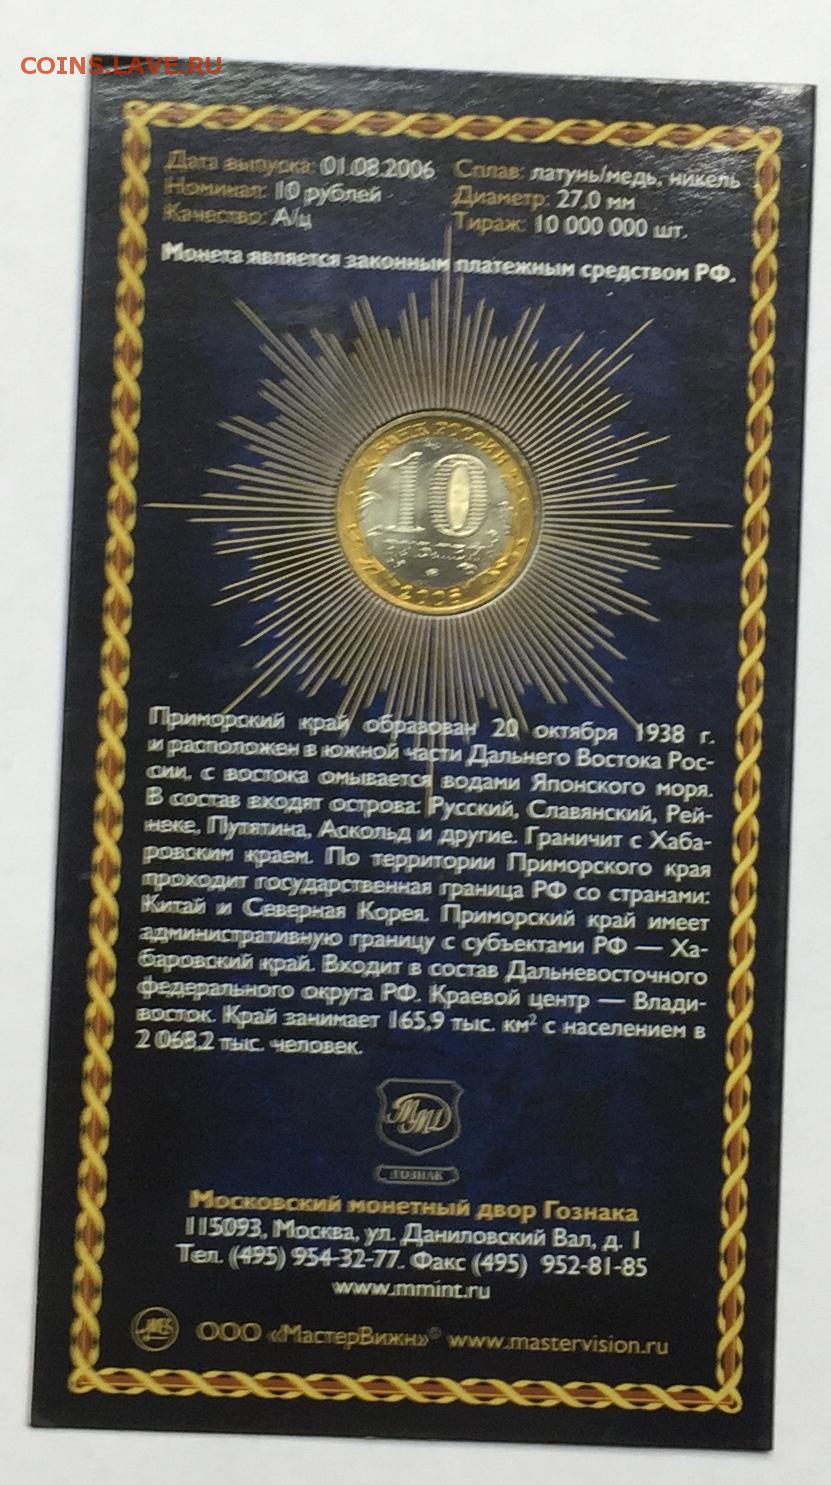 COINS.LAVE.RU
Дата выпуска: 01.08.2006 Сплав: латунь/медь, никель
Номинал: 10 рублей Диаметр: 27,0 мм
Качество: А/ц Тираж: 10 000 000 шт.
Монета является законным платежным средством РФ.
БАНК РОССИИ
10
РУБЛЕЙ
2006
Приморский край образован 20 октября 1938 г.
и расположен в южной части Дальнего Востока Рос-
сии, с востока омывается водами Японского моря.
В состав входят острова: Русский, Славянский, Рей-
неке, Путятина, Аскольд и другие. Граничит с Хаба-
ровским краем. По территории Приморского края
проходит государственная граница РФ со странами:
Китай и Северная Корея. Приморский край имеет
административную границу с субъектами РФ — Ха-
баровский край. Входит в состав Дальневосточного
федерального округа РФ. Краевой центр — Влади-
восток. Край занимает 165,9 тыс. км² с населением в
2 068,2 тыс. человек.
ММД
ГОЗНАК
Московский монетный двор Гознака
115093, Москва, ул. Даниловский Вал, д. 1
Тел. (495) 954-32-77. Факс (495) 952-81-85
www.mmint.ru
ООО «МастерВижн»® www.mastervision.ru